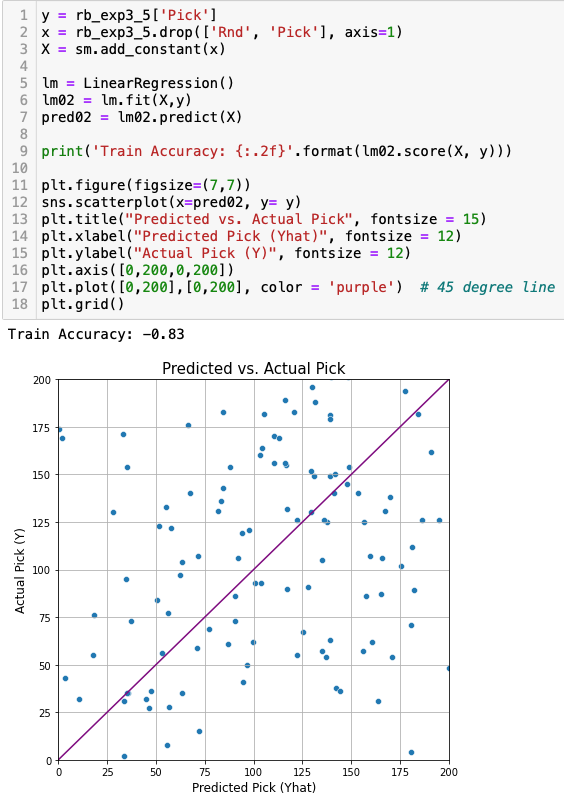 1 y = rb_exp3_5['Pick']
2 x = rb_exp3_5.drop(['Rnd', 'Pick'], axis=1)
3 X = sm.add_constant(x)
4
5 lm = LinearRegression()
6 lm02 = lm.fit(X,y)
7 pred02 = lm02.predict(X)
8
9 print('Train Accuracy: {:.2f}'.format(lm02.score(X, y)))
10
11 plt.figure(figsize=(7,7))
12 sns.scatterplot(x=pred02, y= y)
13 plt.title("Predicted vs. Actual Pick", fontsize = 15)
14 plt.xlabel("Predicted Pick (Yhat)", fontsize = 12)
15 plt.ylabel("Actual Pick (Y)", fontsize = 12)
16 plt.axis([0,200,0,200])
17 plt.plot([0,200],[0,200], color = 'purple')  # 45 degree line
18 plt.grid()
Train Accuracy: -0.83
Predicted vs. Actual Pick
Actual Pick (Y)
200
175
150
125
100
75
50
25
0
0 25 50 75 100 125 150 175 200
Predicted Pick (Yhat)